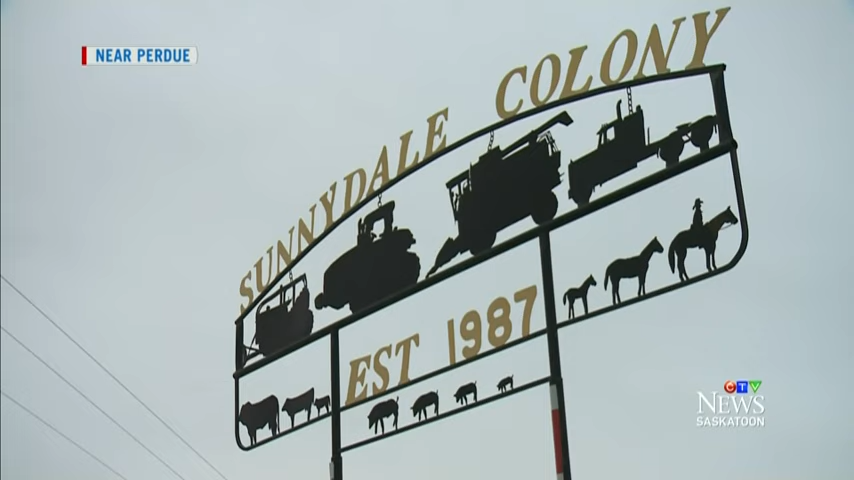 NEAR PERDUE
SUNNYDALE COLONY
EST 1987
CTV
NEWS
SASKATOON